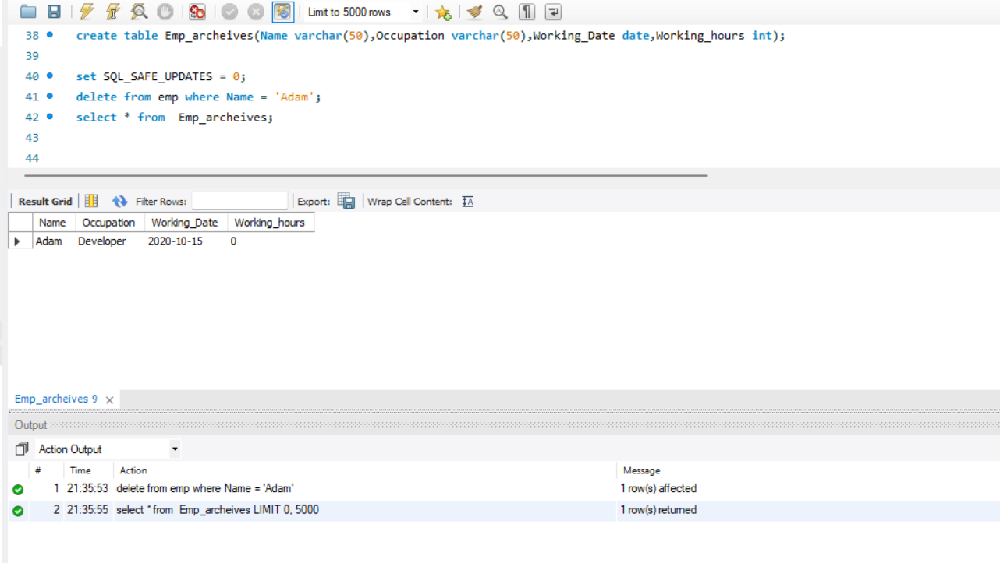 Limit to 5000 rows
38 create table Emp_archeives(Name varchar(50),Occupation varchar(50),Working_Date date,Working_hours int);
39
40 set SQL_SAFE_UPDATES = 0;
41 delete from emp where Name = 'Adam';
42 select * from  Emp_archeives;
43
44
Result Grid Filter Rows: Export: Wrap Cell Content: IA
Name Occupation Working_Date Working_hours
Adam Developer 2020-10-15 0
Emp_archeives 9
Output
Action Output
# Time Action Message
1 21:35:53 delete from emp where Name = 'Adam' 1 row(s) affected
2 21:35:55 select * from  Emp_archeives LIMIT 0, 5000 1 row(s) returned